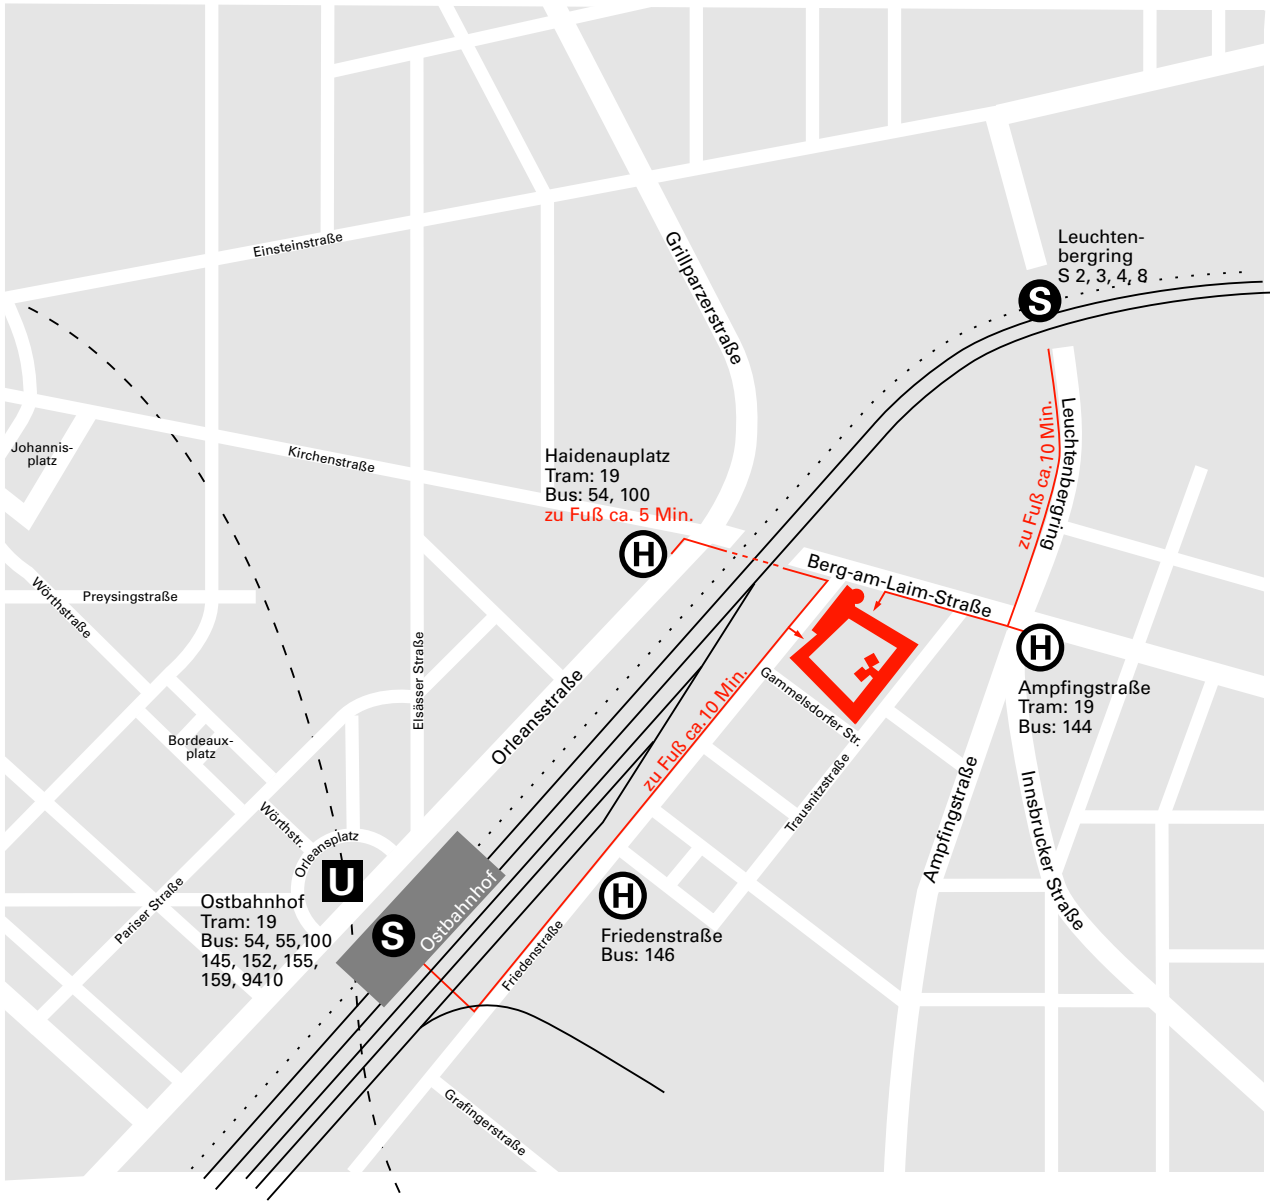 Einsteinstraße
Grillparzerstraße
Leuchten-
bergring
S 2, 3, 4, 8
S
Johannis-
platz
Kirchenstraße
Haidenauplatz
Tram: 19
Bus: 54, 100
zu Fuß ca. 5 Min.
H
zu Fuß ca. 10 Min.
Leuchtenbergring
Berg-am-Laim-Straße
Wörthstraße
Preysingstraße
Elsässer Straße
Orleansstraße
H
Ampfingstraße
Tram: 19
Bus: 144
Gammelsdorfer Str.
zu Fuß ca. 10 Min.
Bordeaux-
platz
Trausnitzstraße
Wörthstr.
Orleansplatz
Ampfingstraße
Innsbrucker Straße
U
Pariser Straße
Ostbahnhof
Tram: 19
Bus: 54, 55,100
145, 152, 155,
159, 9410
S
Ostbahnhof
H
Friedenstraße
Bus: 146
Friedenstraße
Grafingerstraße